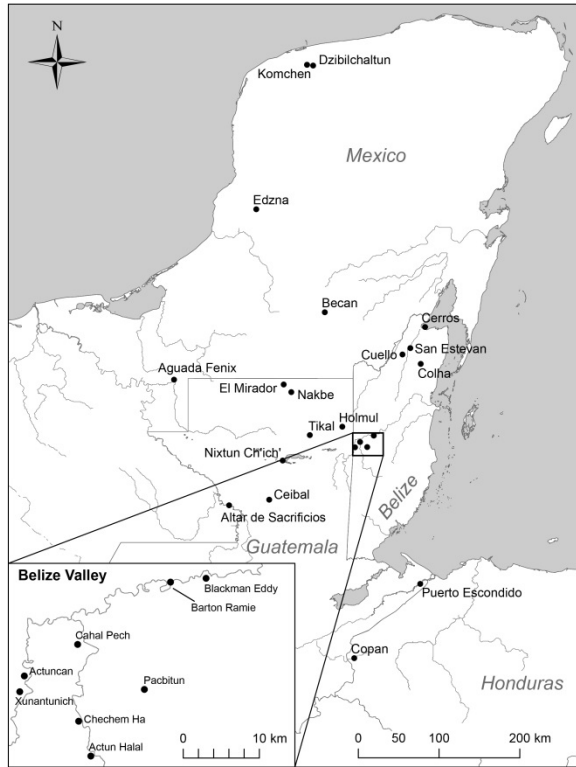 N
Dzibilchaltun
Komchen
Mexico
Edzna
Becan
Cerros
Cuello
San Estevan
Colha
Aguada Fenix
El Mirador
Nakbe
Holmul
Tikal
Nixtun Ch'ich'
Ceibal
Altar de Sacrificios
Belize
Guatemala
Puerto Escondido
Copan
Honduras
0 50 100 200 km
Belize Valley
Blackman Eddy
Barton Ramie
Cahal Pech
Actuncan
Xunantunich
Pacbitun
Chechem Ha
Actun Halal
0 10 km